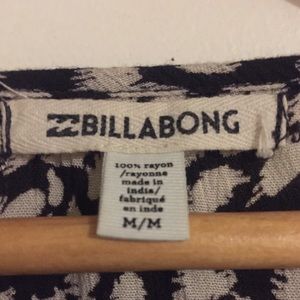 BILLABONG
100% rayon
/rayonne
made in
india/
fabriqué
en inde
M/M